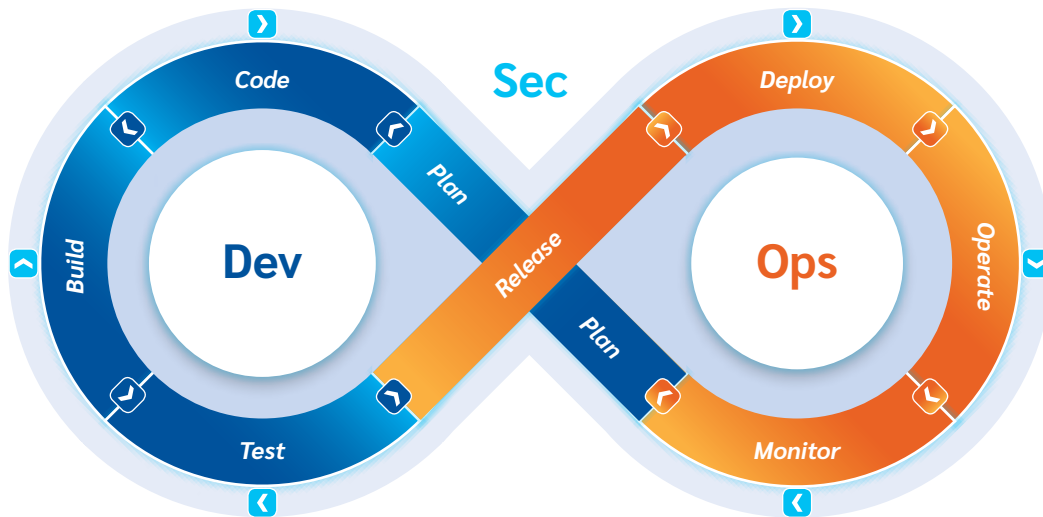 Sec
Code
Deploy
Plan
Build
Dev
Release
Ops
Operate
Plan
Test
Monitor